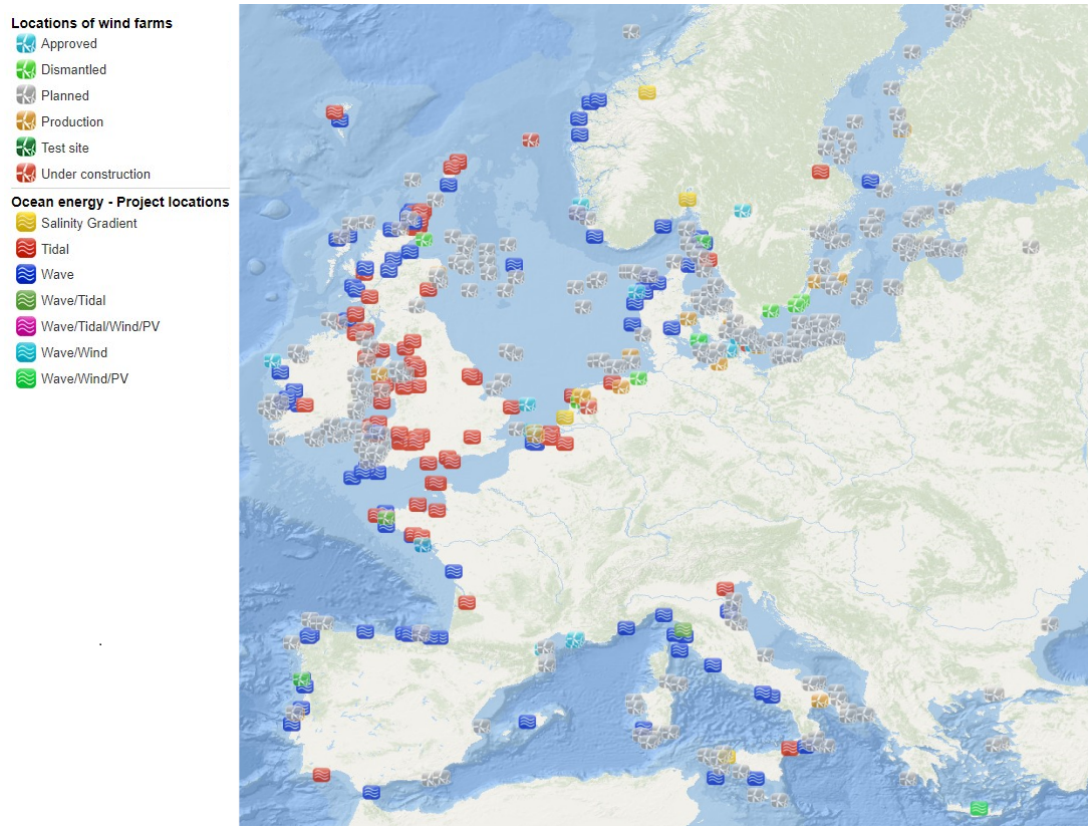 Locations of wind farms
Approved
Dismantled
Planned
Production
Test site
Under construction
Ocean energy - Project locations
Salinity Gradient
Tidal
Wave
Wave/Tidal
Wave/Tidal/Wind/PV
Wave/Wind
Wave/Wind/PV